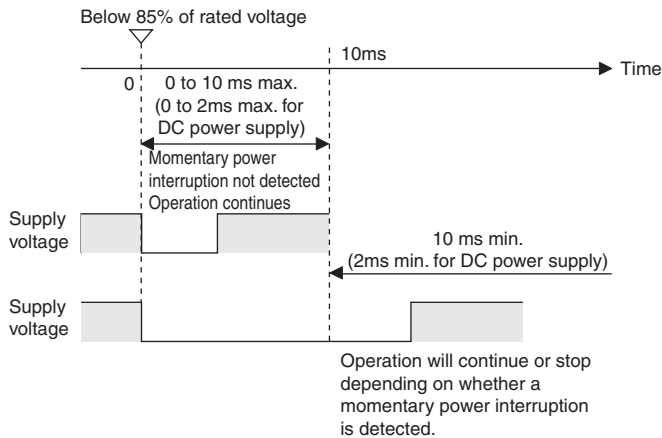 Below 85% of rated voltage
10ms
Time
0
0 to 10 ms max.
(0 to 2ms max. for
DC power supply)
Momentary power
interruption not detected
Operation continues
Supply
voltage
10 ms min.
(2ms min. for DC power supply)
Supply
voltage
Operation will continue or stop
depending on whether a
momentary power interruption
is detected.